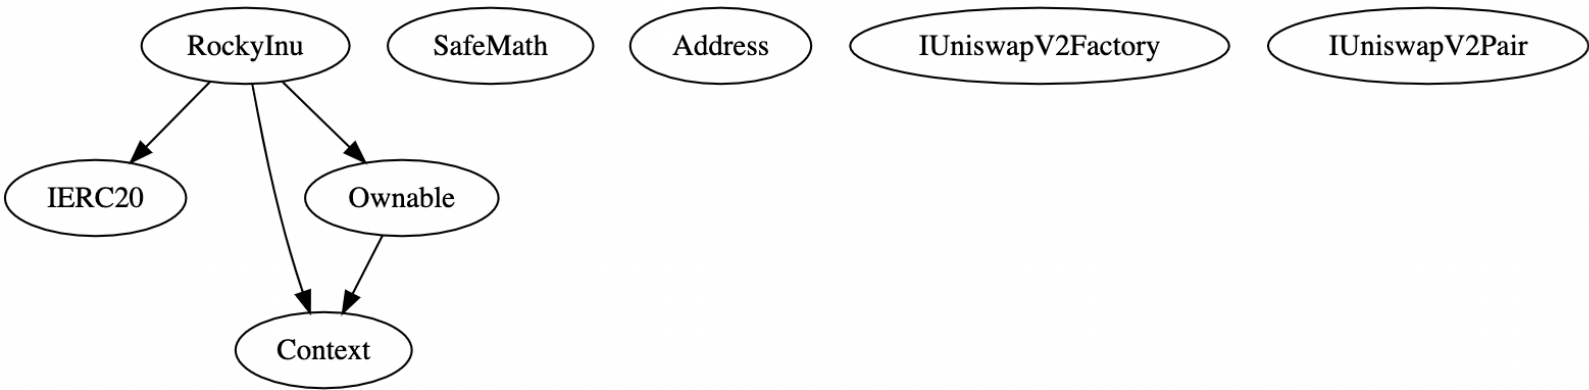 RockyInu
SafeMath
Address
IUniswapV2Factory
IUniswapV2Pair
IERC20
Ownable
Context